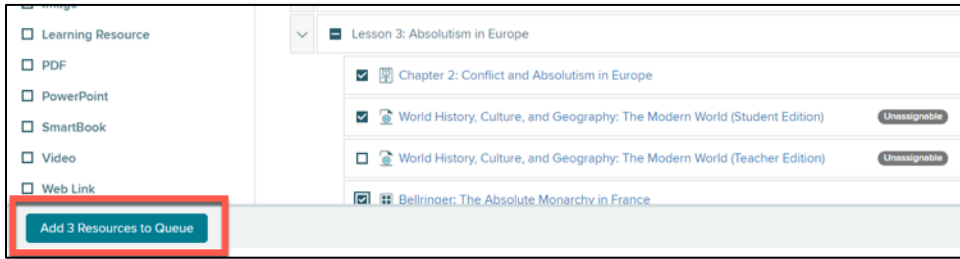 Image
Learning Resource
PDF
PowerPoint
SmartBook
Video
Web Link
Add 3 Resources to Queue
Lesson 3: Absolutism in Europe
Chapter 2: Conflict and Absolutism in Europe
World History, Culture, and Geography: The Modern World (Student Edition) Unassignable
World History, Culture, and Geography: The Modern World (Teacher Edition) Unassignable
Bellringer: The Absolute Monarchy in France